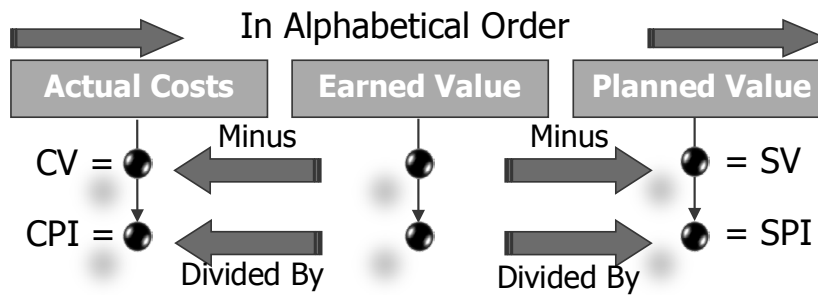 In Alphabetical Order
Actual Costs Earned Value Planned Value
Minus Minus
CV = = SV
CPI = = SPI
Divided By Divided By